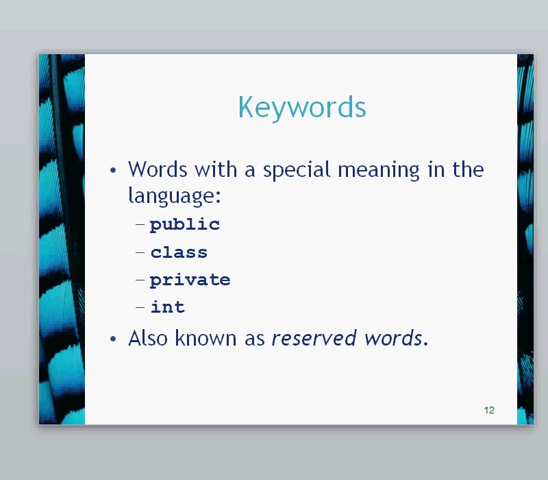 Keywords
• Words with a special meaning in the
language:
– public
– class
– private
– int
• Also known as reserved words.
12